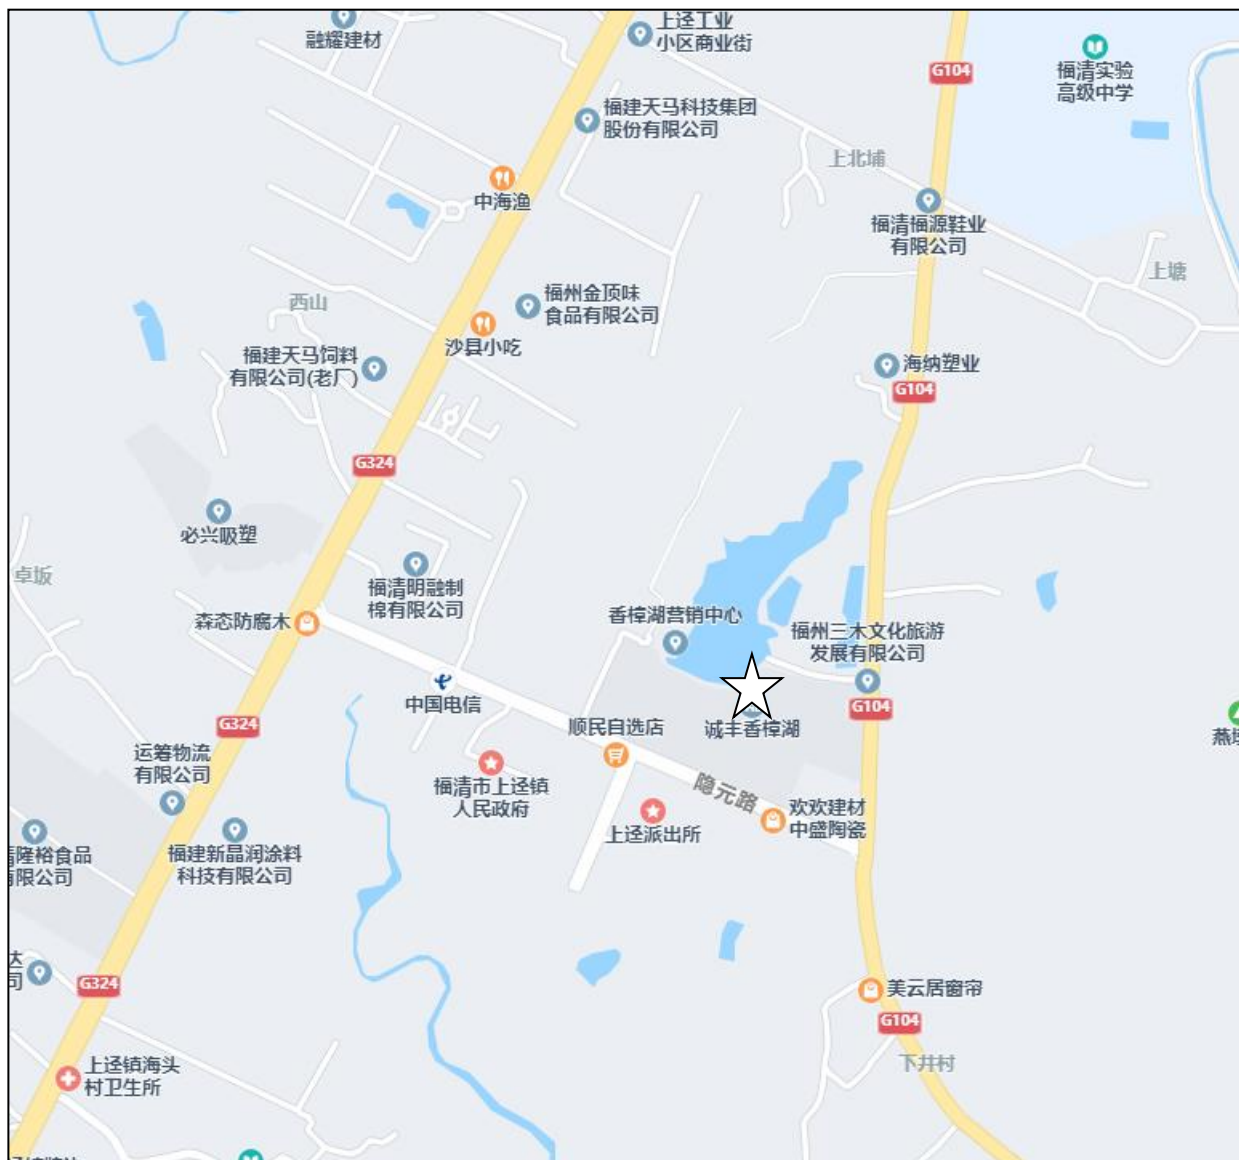 融耀建材
上迳工业
小区商业街
G104
福清实验
高级中学
福建天马科技集团
股份有限公司
上北埔
中海渔
福清福源鞋业
有限公司
上塘
西山
福州金顶味
食品有限公司
沙县小吃
福建天马饲料
有限公司(老厂)
海纳塑业
G104
G324
必兴吸塑
卓坂
福清明融制
棉有限公司
森态防腐木
香樟湖营销中心
福州三木文化旅游
发展有限公司
中国电信
G104
诚丰香樟湖
顺民自选店
G324
运筹物流
有限公司
福清市上迳镇
人民政府
隐元路
欢欢建材
中盛陶瓷
上迳派出所
隆裕食品
限公司
福建新晶润涂料
科技有限公司
司
G324
美云居窗帘
G104
下井村
上迳镇海头
村卫生所